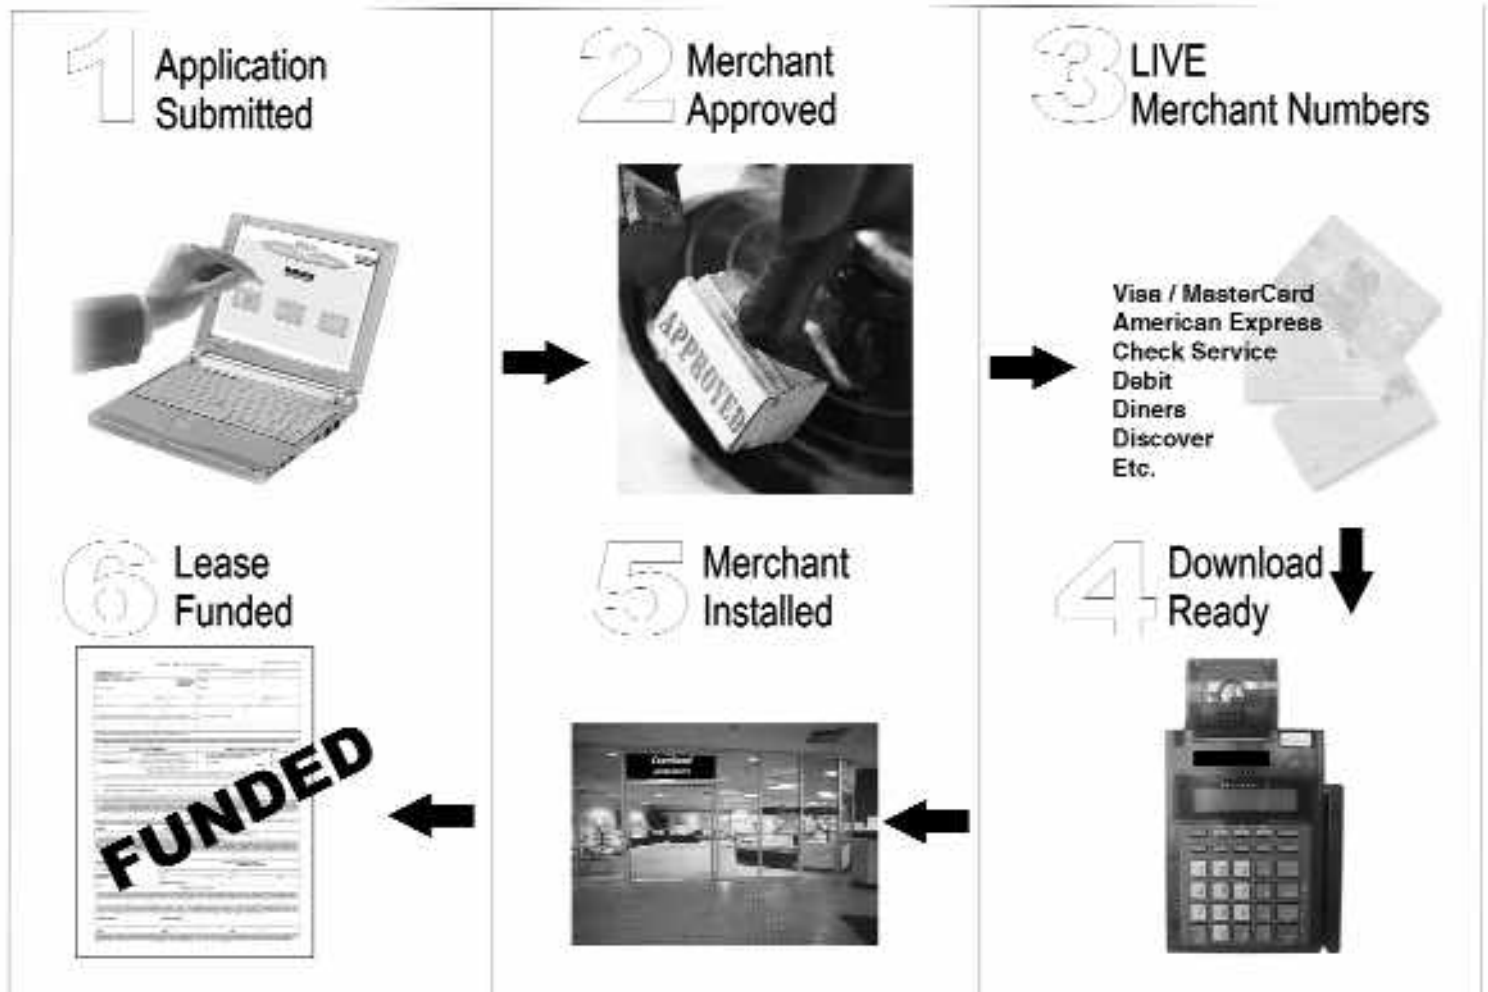 1 Application
Submitted
2 Merchant
Approved
APPROVED
3 LIVE
Merchant Numbers
Visa / MasterCard
American Express
Check Service
Debit
Diners
Discover
Etc.
4 Download
Ready
5 Merchant
Installed
6 Lease
Funded
FUNDED